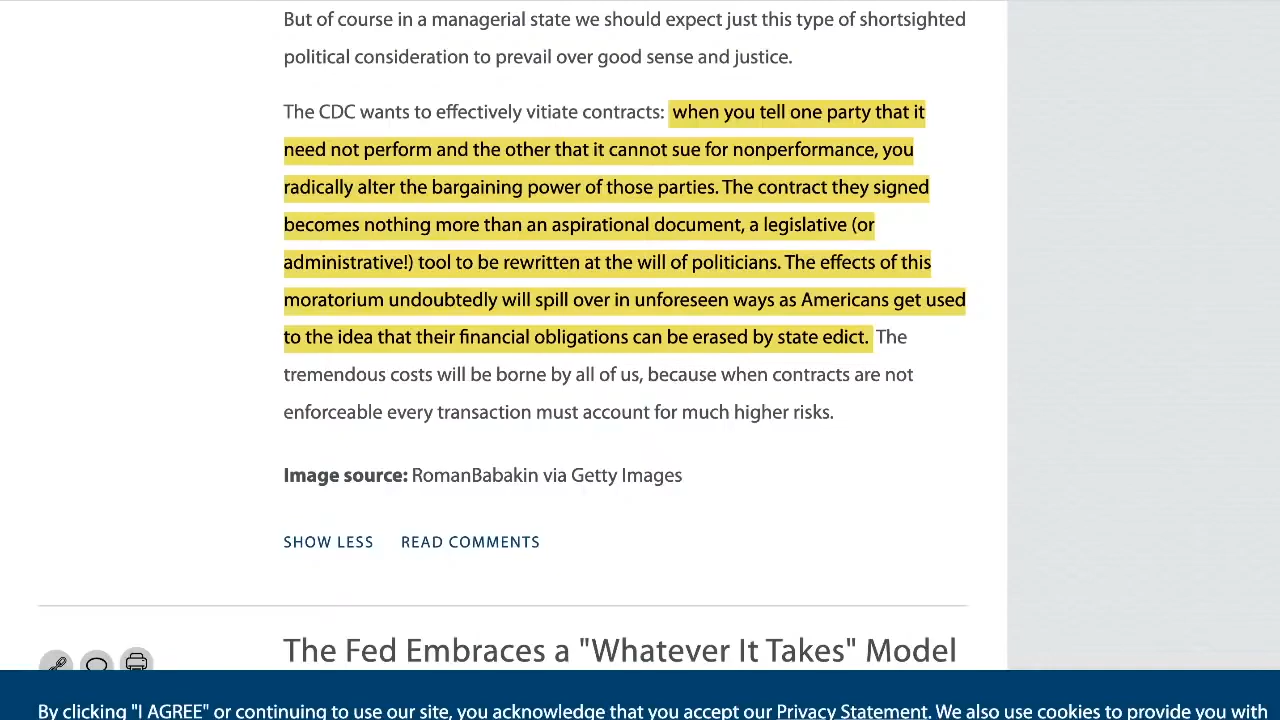 But of course in a managerial state we should expect just this type of shortsighted
political consideration to prevail over good sense and justice.
The CDC wants to effectively vitiate contracts: when you tell one party that it
need not perform and the other that it cannot sue for nonperformance, you
radically alter the bargaining power of those parties. The contract they signed
becomes nothing more than an aspirational document, a legislative (or
administrative!) tool to be rewritten at the will of politicians. The effects of this
moratorium undoubtedly will spill over in unforeseen ways as Americans get used
to the idea that their financial obligations can be erased by state edict. The
tremendous costs will be borne by all of us, because when contracts are not
enforceable every transaction must account for much higher risks.
Image source: RomanBabakin via Getty Images
SHOW LESS READ COMMENTS
The Fed Embraces a "Whatever It Takes" Model
By clicking "I AGREE" or continuing to use our site, you acknowledge that you accept our Privacy Statement. We also use cookies to provide you with